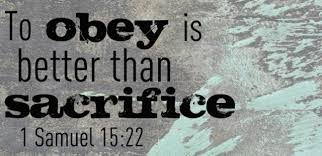 To obey is
better than
sacrifice
1 Samuel 15:22